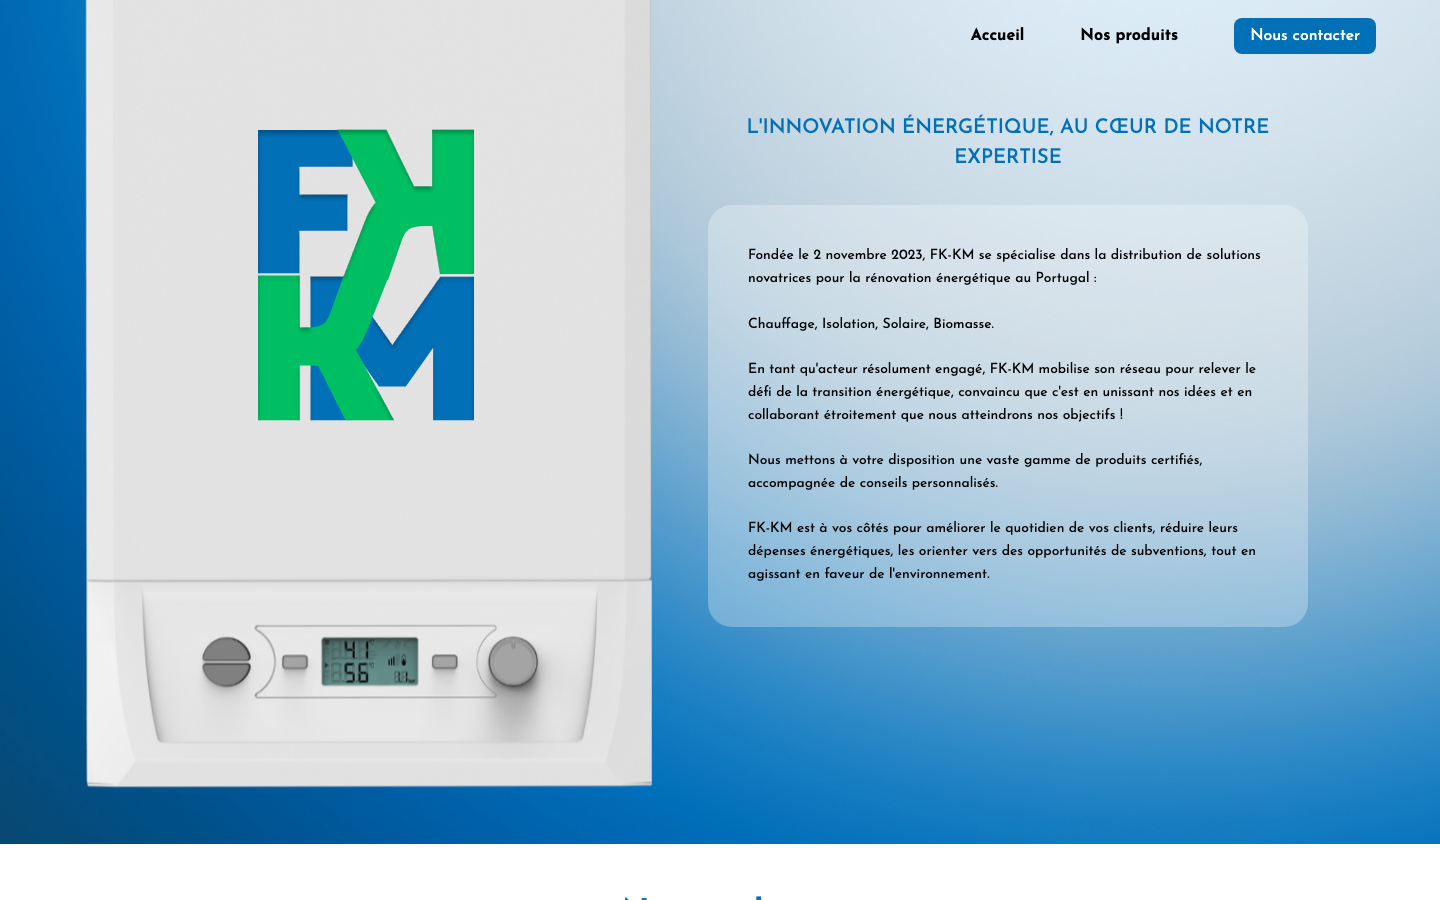 Accueil
Nos produits
Nous contacter
L'INNOVATION ÉNERGÉTIQUE, AU CŒUR DE NOTRE
EXPERTISE
FK
KM
Fondée le 2 novembre 2023, FK-KM se spécialise dans la distribution de solutions
novatrices pour la rénovation énergétique au Portugal :
Chauffage, Isolation, Solaire, Biomasse.
En tant qu'acteur résolument engagé, FK-KM mobilise son réseau pour relever le
défi de la transition énergétique, convaincu que c'est en unissant nos idées et en
collaborant étroitement que nous atteindrons nos objectifs !
Nous mettons à votre disposition une vaste gamme de produits certifiés,
accompagnée de conseils personnalisés.
FK-KM est à vos côtés pour améliorer le quotidien de vos clients, réduire leurs
dépenses énergétiques, les orienter vers des opportunités de subventions, tout en
agissant en faveur de l'environnement.
41
56